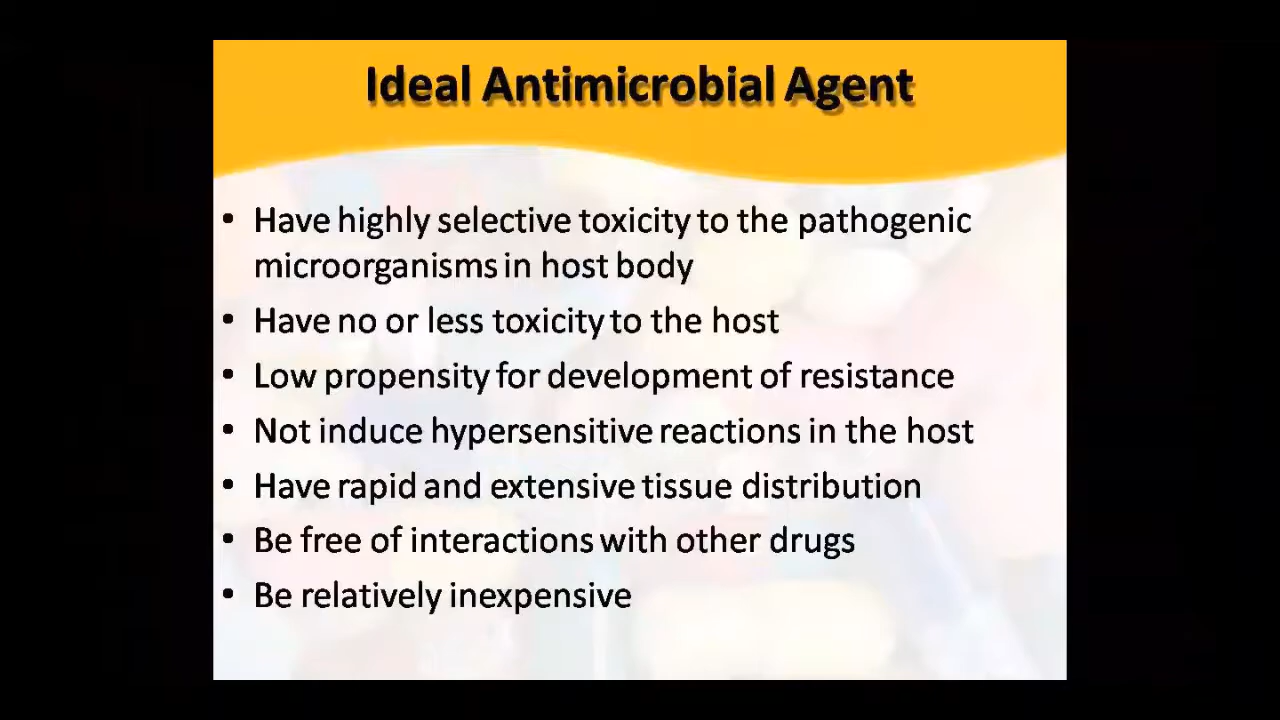 Ideal Antimicrobial Agent
• Have highly selective toxicity to the pathogenic
microorganisms in host body
• Have no or less toxicity to the host
• Low propensity for development of resistance
• Not induce hypersensitive reactions in the host
• Have rapid and extensive tissue distribution
• Be free of interactions with other drugs
• Be relatively inexpensive